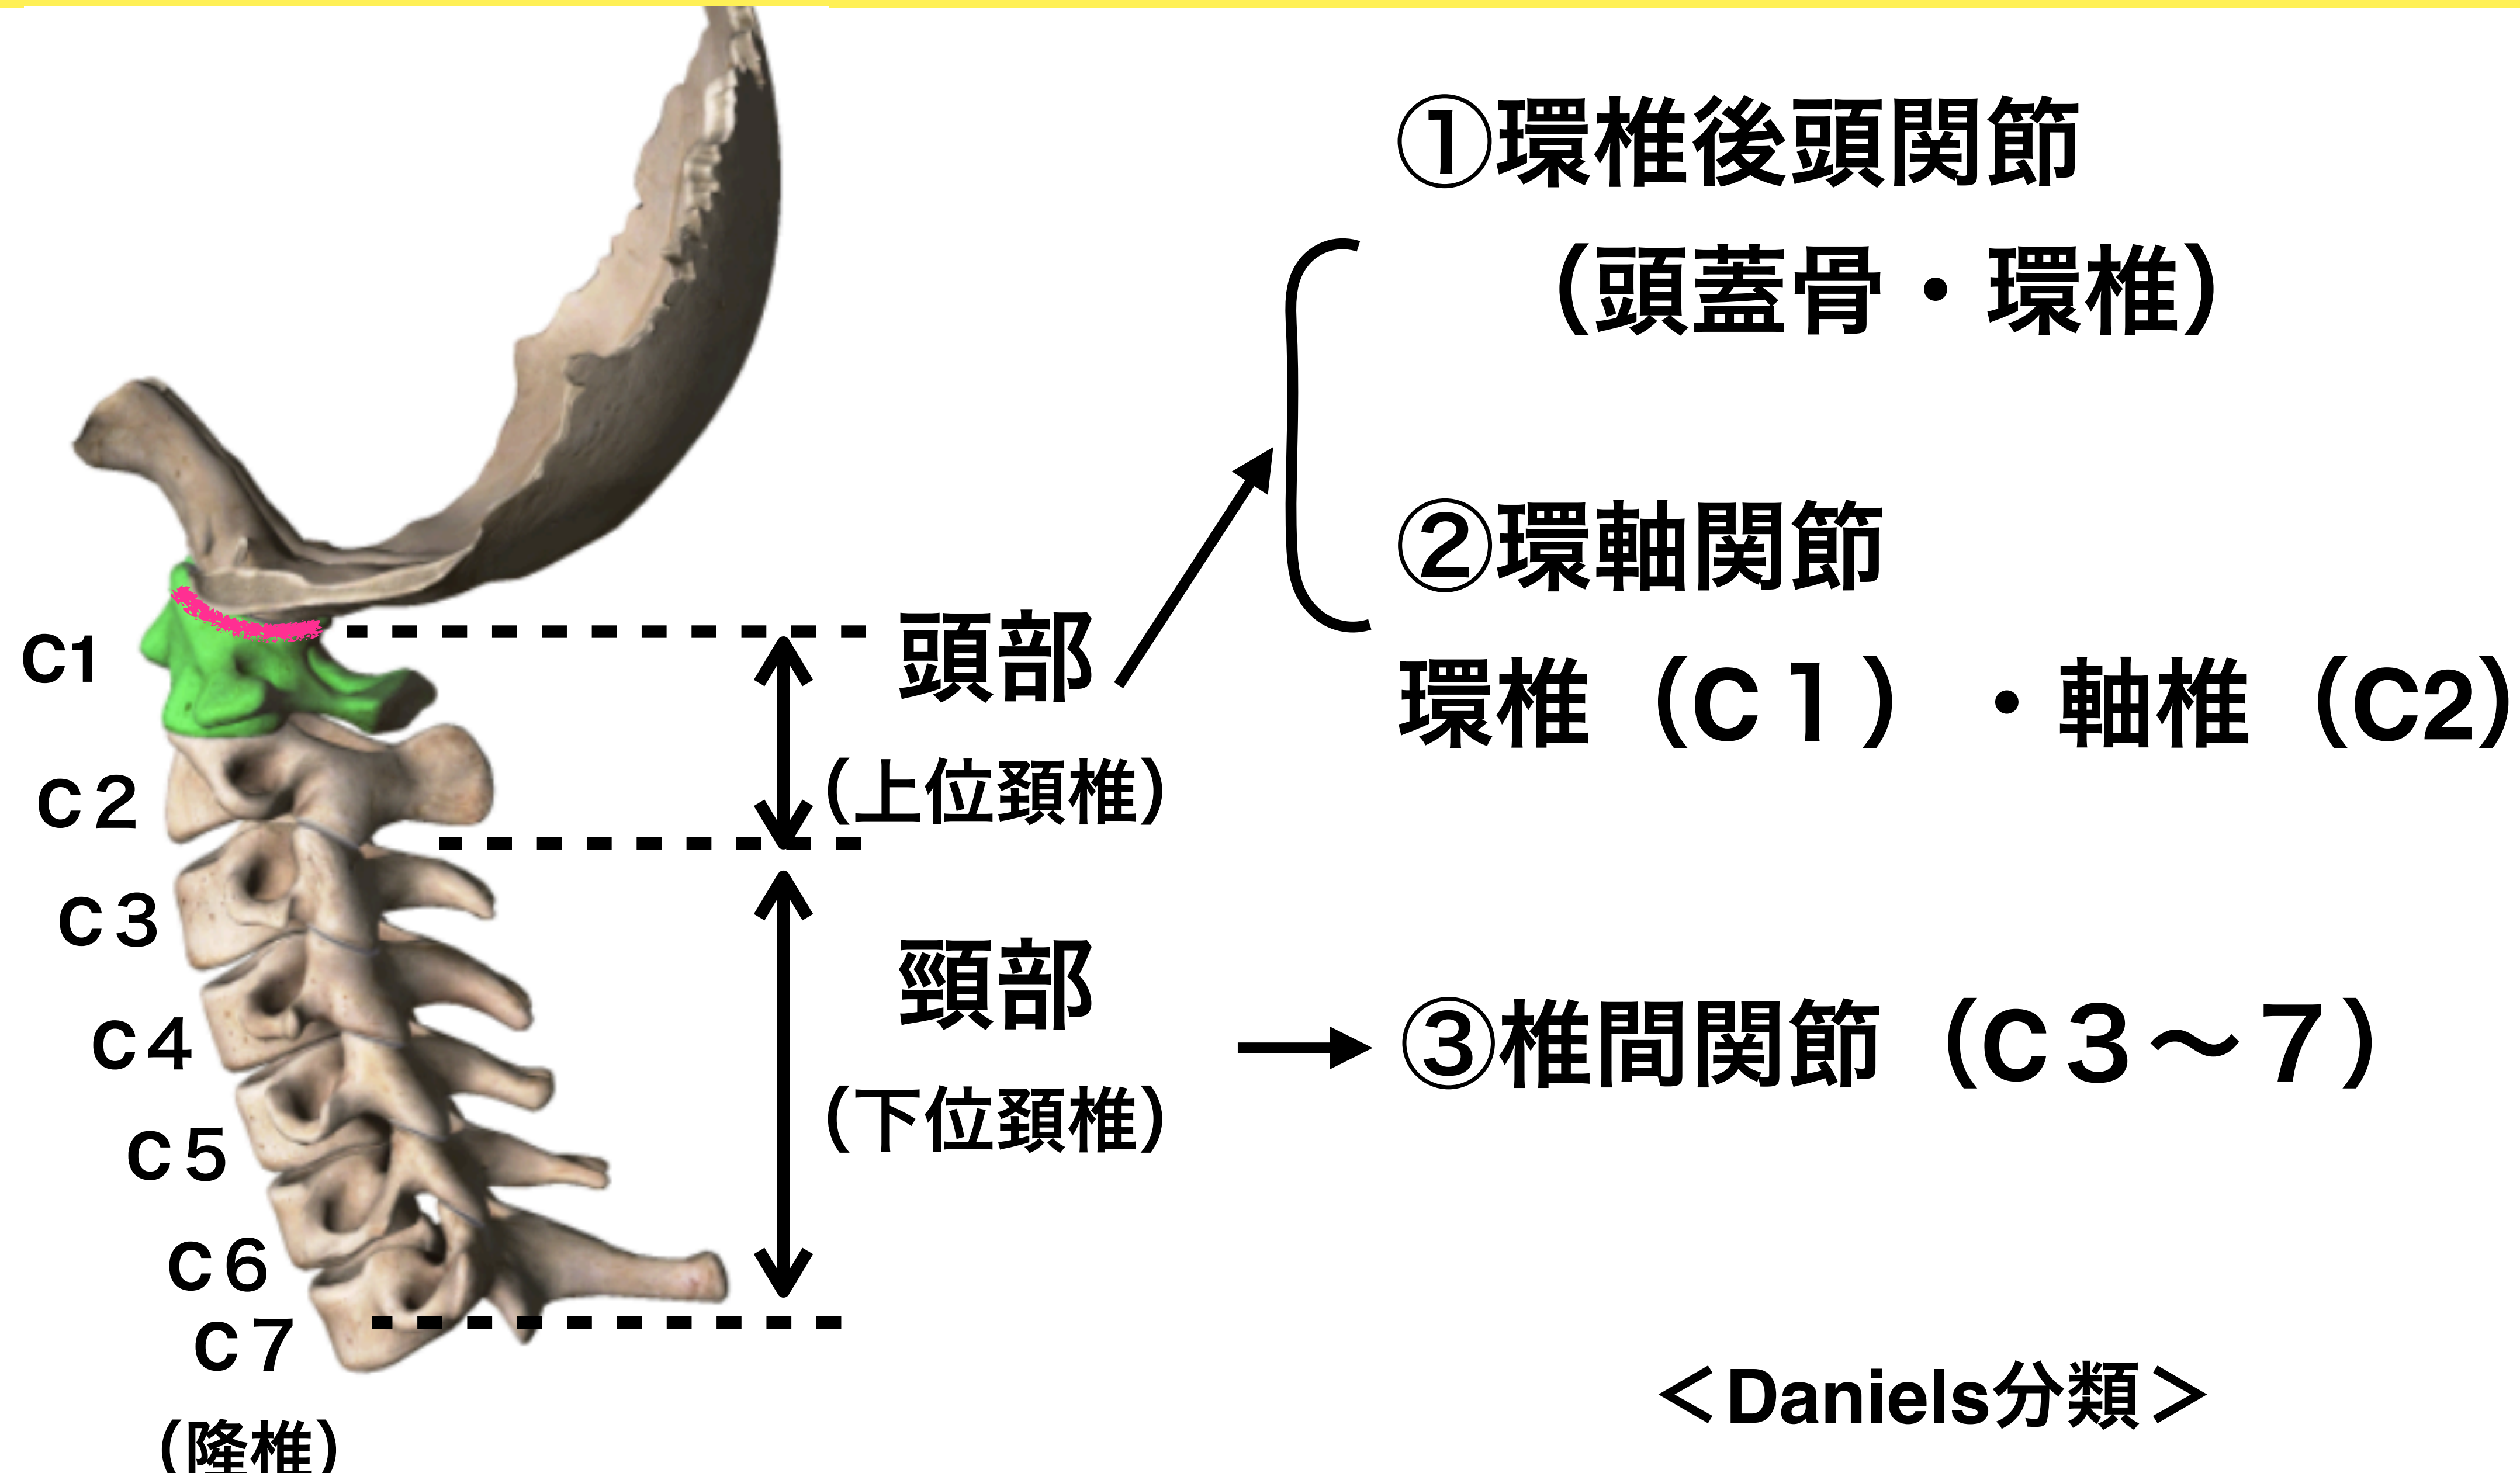 ①環椎後頭関節
（頭蓋骨・環椎）
②環軸関節
環椎（C１）・軸椎（C2）
頭部
（上位頚椎）
頸部
（下位頚椎）
③椎間関節（C３〜７）
C1
C２
C３
C４
C５
C６
C７
（隆椎）
＜Daniels分類＞